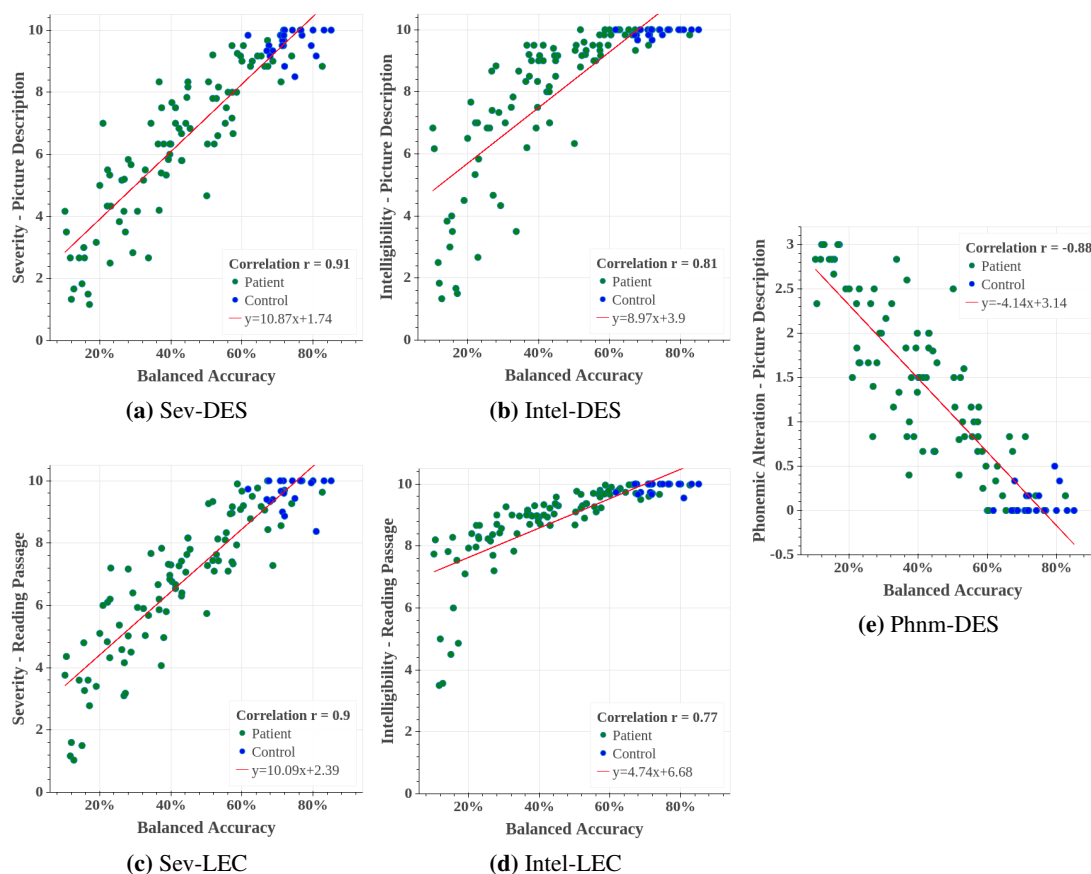 Severity - Picture Description
10
8
6
4
2
0
Correlation r = 0.91
Patient
Control
y=10.87x+1.74
20%
40%
60%
80%
Balanced Accuracy
(a) Sev-DES
Intelligibility - Picture Description
10
8
6
4
2
0
Correlation r = 0.81
Patient
Control
y=8.97x+3.9
20%
40%
60%
80%
Balanced Accuracy
(b) Intel-DES
Severity - Reading Passage
10
8
6
4
2
0
Correlation r = 0.9
Patient
Control
y=10.09x+2.39
20%
40%
60%
80%
Balanced Accuracy
(c) Sev-LEC
Intelligibility - Reading Passage
10
8
6
4
2
0
Correlation r = 0.77
Patient
Control
y=4.74x+6.68
20%
40%
60%
80%
Balanced Accuracy
(d) Intel-LEC
Phonemic Alteration - Picture Description
3
2.5
2
1.5
1
0.5
0
-0.5
Correlation r = -0.88
Patient
Control
y=-4.14x+3.14
20%
40%
60%
80%
Balanced Accuracy
(e) Phnm-DES